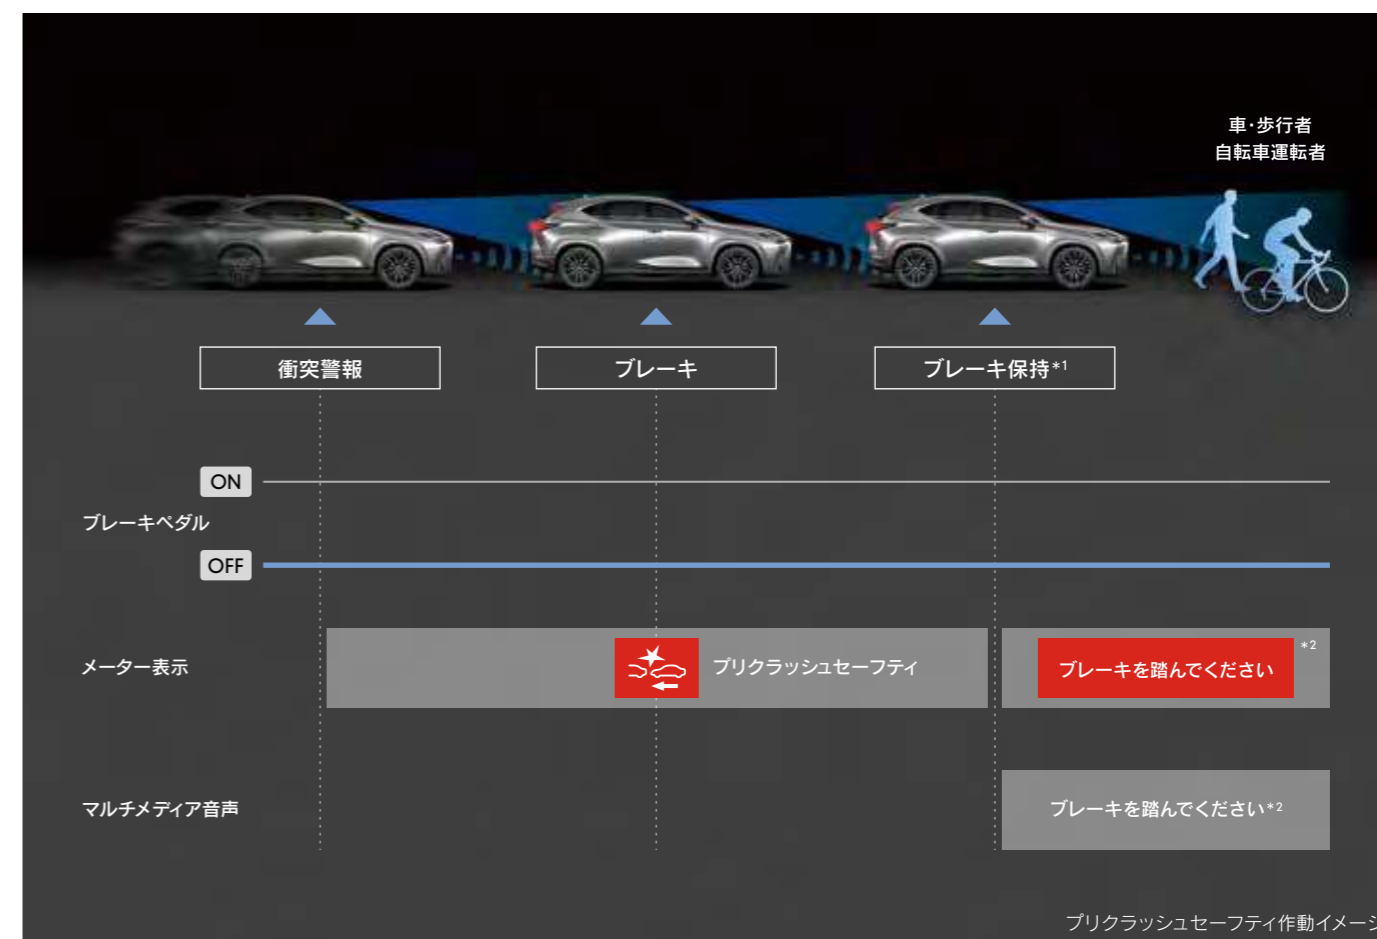 車・歩行者
自転車運転者
衝突警報
ブレーキ
ブレーキ保持*1
ON
ブレーキペダル
OFF
メーター表示
プリクラッシュセーフティ
ブレーキを踏んでください
*2
マルチメディア音声
ブレーキを踏んでください*2
プリクラッシュセーフティ作動イメージ